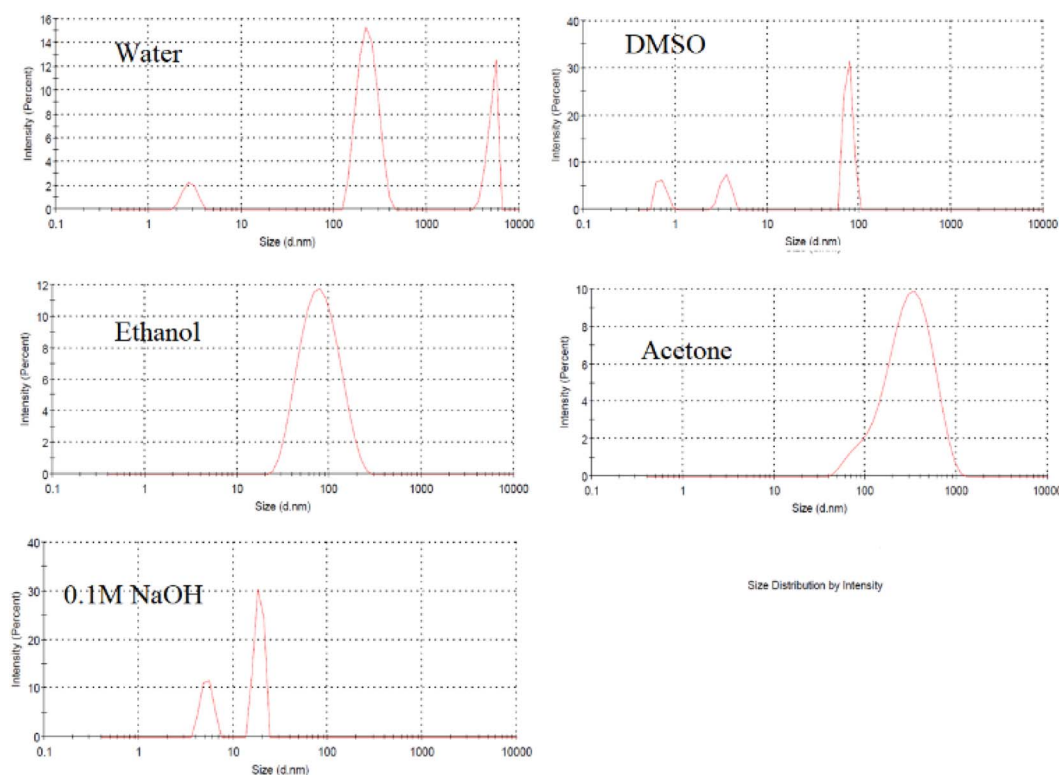 Water
Intensity (Percent)
16
14
12
10
8
6
4
2
0
0.1 1 10 100 1000 10000
Size (d.nm)
DMSO
Intensity (Percent)
40
30
20
10
0
0.1 1 10 100 1000 10000
Size (d.nm)
Ethanol
Intensity (Percent)
12
10
8
6
4
2
0
0.1 1 10 100 1000 10000
Size (d.nm)
Acetone
Intensity (Percent)
10
8
6
4
2
0
0.1 1 10 100 1000 10000
Size (d.nm)
0.1M NaOH
Intensity (Percent)
40
30
20
10
0
0.1 1 10 100 1000 10000
Size (d.nm)
Size Distribution by Intensity